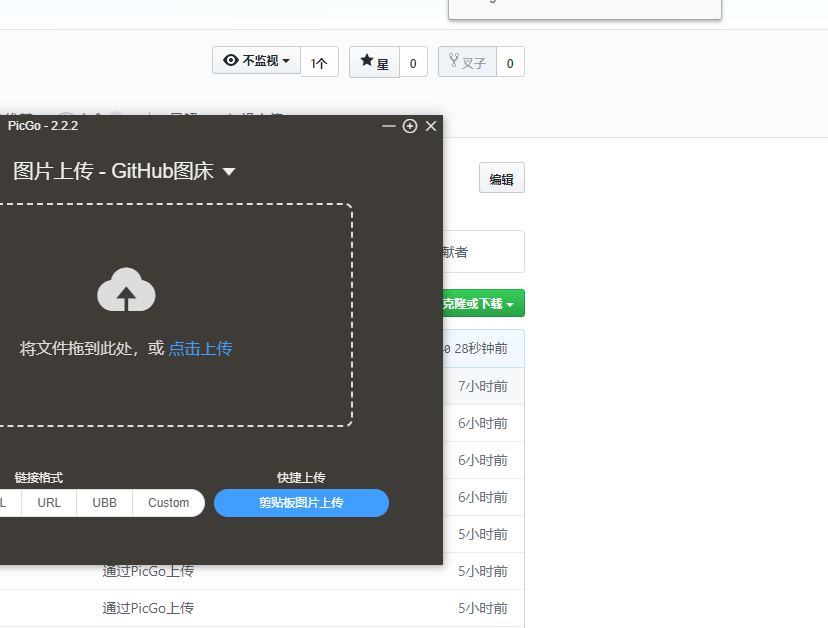 不监视 1个 星 0 叉子 0
PicGo - 2.2.2
图片上传 - GitHub图床
编辑
献者
克隆或下载
将文件拖到此处，或 点击上传
28秒钟前
7小时前
6小时前
6小时前
6小时前
链接格式 快捷上传
URL UBB Custom 剪贴板图片上传
5小时前
通过PicGo上传 5小时前
通过PicGo上传 5小时前